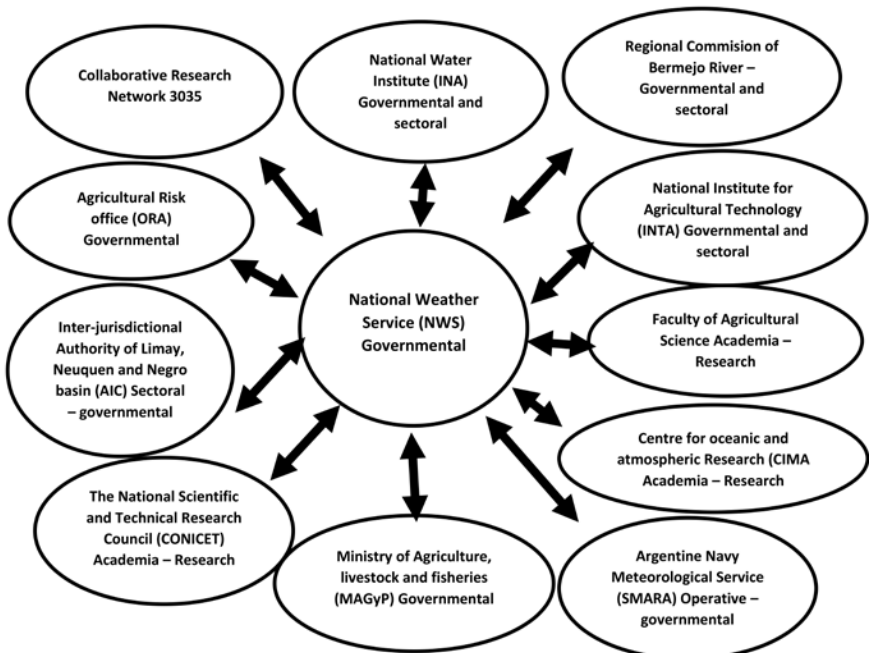 Collaborative Research
Network 3035
National Water
Institute (INA)
Governmental and
sectoral
Regional Commision of
Bermejo River –
Governmental and
sectoral
Agricultural Risk
office (ORA)
Governmental
National Institute for
Agricultural Technology
(INTA) Governmental and
sectoral
National Weather
Service (NWS)
Governmental
Inter-jurisdictional
Authority of Limay,
Neuquen and Negro
basin (AIC) Sectoral
– governmental
Faculty of Agricultural
Science Academia –
Research
Centre for oceanic and
atmospheric Research (CIMA
Academia – Research
The National Scientific
and Technical Research
Council (CONICET)
Academia – Research
Ministry of Agriculture,
livestock and fisheries
(MAGyP) Governmental
Argentine Navy
Meteorological Service
(SMARA) Operative –
governmental